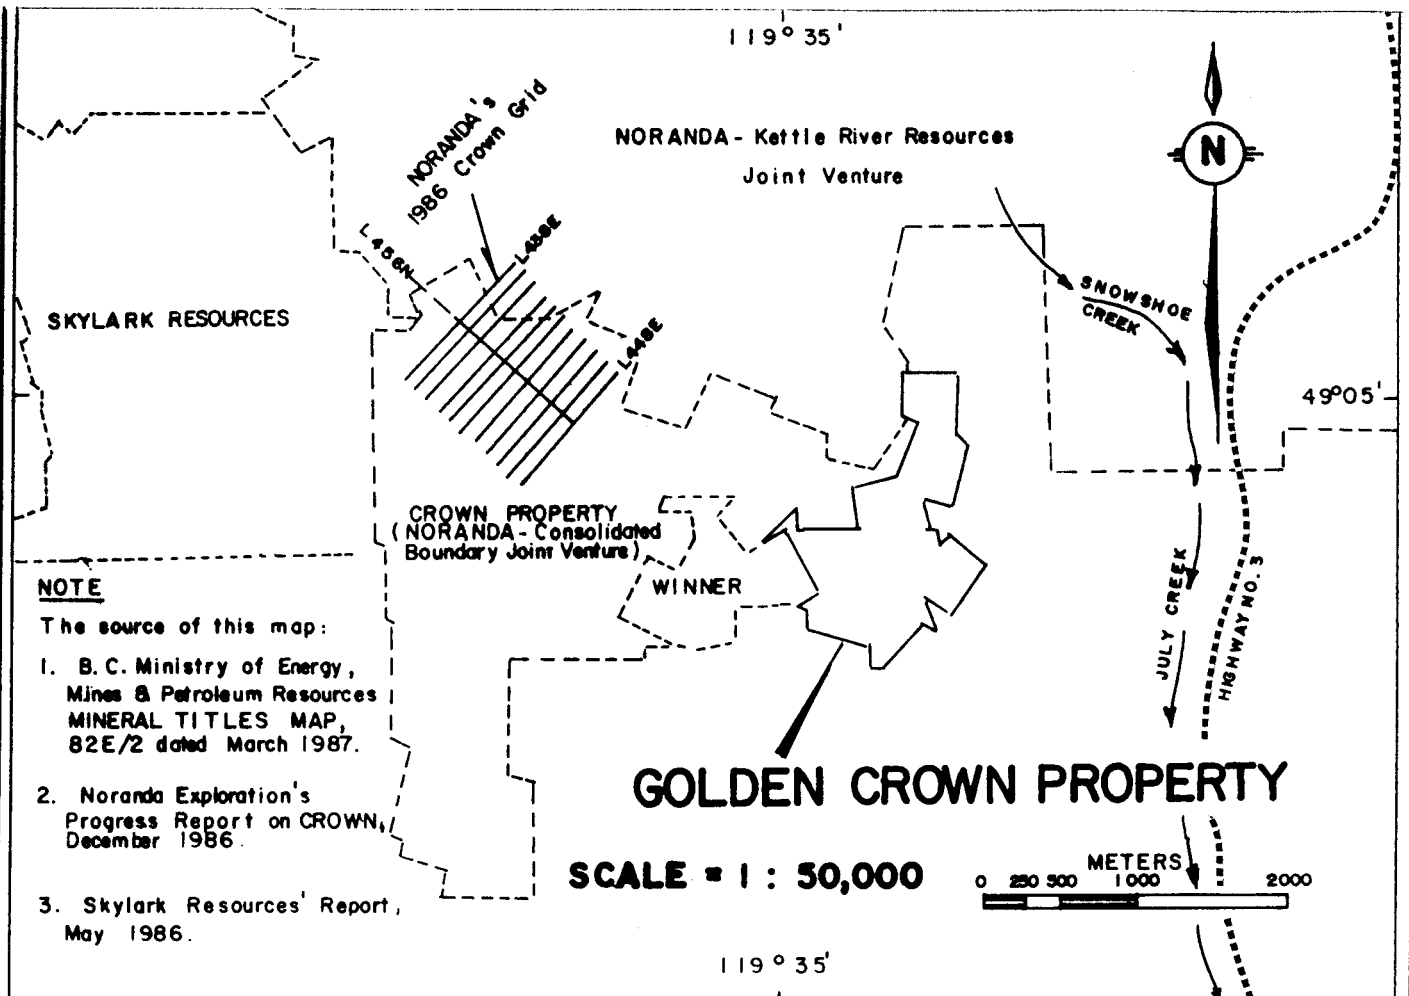 119° 35'
NORANDA's
1986 Crown Grid
NORANDA - Kettle River Resources
Joint Venture
N
L 456N
L458E
L448E
SNOWSHOE
CREEK
SKYLARK RESOURCES
49°05'
CROWN PROPERTY
(NORANDA - Consolidated
Boundary Joint Venture)
WINNER
JULY CREEK
HIGHWAY NO. 3
NOTE
The source of this map:
1. B.C. Ministry of Energy,
Mines & Petroleum Resources
MINERAL TITLES MAP,
82E/2 dated March 1987.
2. Noranda Exploration's
Progress Report on CROWN,
December 1986.
3. Skylark Resources' Report,
May 1986.
GOLDEN CROWN PROPERTY
SCALE = 1 : 50,000
METERS
0 250 500 1000 2000
119° 35'